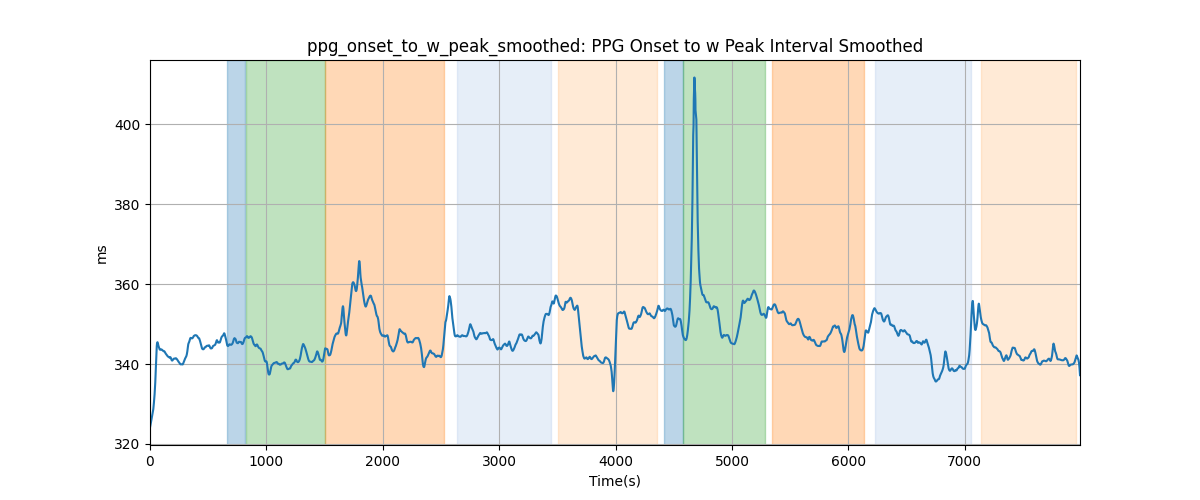 ppg_onset_to_w_peak_smoothed: PPG Onset to w Peak Interval Smoothed
400
380
360
340
320
ms
0 1000 2000 3000 4000 5000 6000 7000
Time(s)